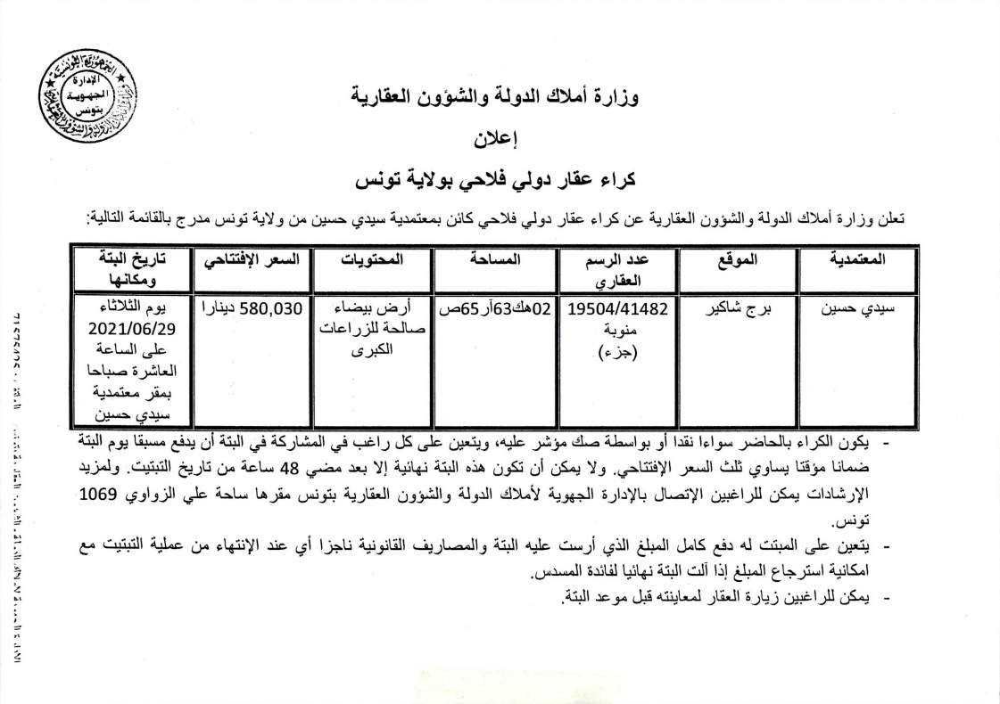 الجمهورية التونسية
الإدارة
الجهوية
بتونس
وزارة أملاك الدولة والشؤون العقارية
إعلان
كراء عقار دولي فلاحي بولاية تونس
تعلن وزارة أملاك الدولة والشؤون العقارية عن كراء عقار دولي فلاحي كائن بمعتمدية سيدي حسين من ولاية تونس مدرج بالقائمة التالية:
المعتمدية
الموقع
عدد الرسم
العقاري
المساحة
المحتويات
السعر الإفتتاحي
تاريخ البتة
ومكانها
سيدي حسين
برج شاكير
19504/41482
منوبة
(جزء)
02هك63آر65ص
أرض بيضاء
صالحة للزراعات
الكبرى
580,030 دينارا
يوم الثلاثاء
2021/06/29
على الساعة
العاشرة صباحا
بمقر معتمدية
سيدي حسين
- يكون الكراء بالحاضر سواءا نقدا أو بواسطة صك مؤشر عليه، ويتعين على كل راغب في المشاركة في البتة أن يدفع مسبقا يوم البتة
ضمانا مؤقتا يساوي ثلث السعر الإفتتاحي. ولا يمكن أن تكون هذه البتة نهائية إلا بعد مضي 48 ساعة من تاريخ التبتيت. ولمزيد
الإرشادات يمكن للراغبين الإتصال بالإدارة الجهوية لأملاك الدولة والشؤون العقارية بتونس مقرها ساحة علي الزواوي 1069
تونس.
- يتعين على المبتت له دفع كامل المبلغ الذي أرست عليه البتة والمصاريف القانونية ناجزا أي عند الإنتهاء من عملية التبتيت مع
امكانية استرجاع المبلغ إذا آلت البتة نهائيا لفائدة المسدس.
- يمكن للراغبين زيارة العقار لمعاينته قبل موعد البتة.